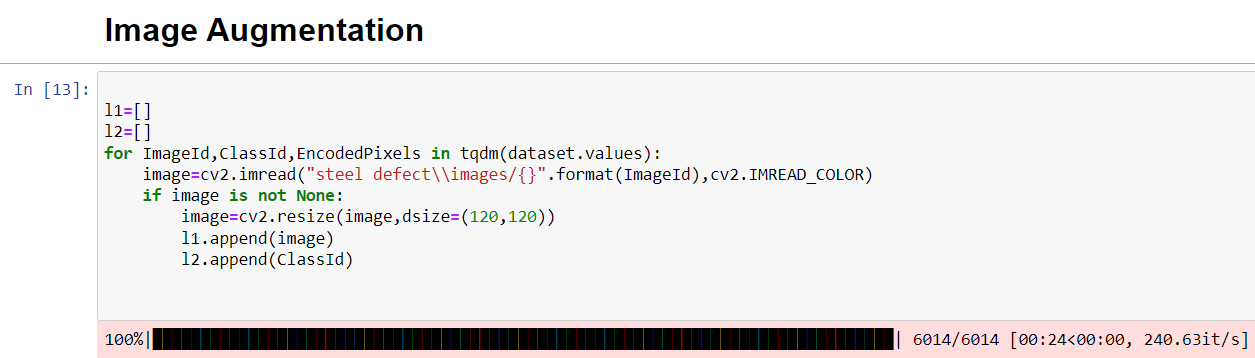 Image Augmentation
In [13]:
l1=[]
l2=[]
for ImageId,ClassId,EncodedPixels in tqdm(dataset.values):
    image=cv2.imread("steel defect\\images/{}".format(ImageId),cv2.IMREAD_COLOR)
    if image is not None:
        image=cv2.resize(image,dsize=(120,120))
        l1.append(image)
        l2.append(ClassId)
100%|██████████| 6014/6014 [00:24<00:00, 240.63it/s]